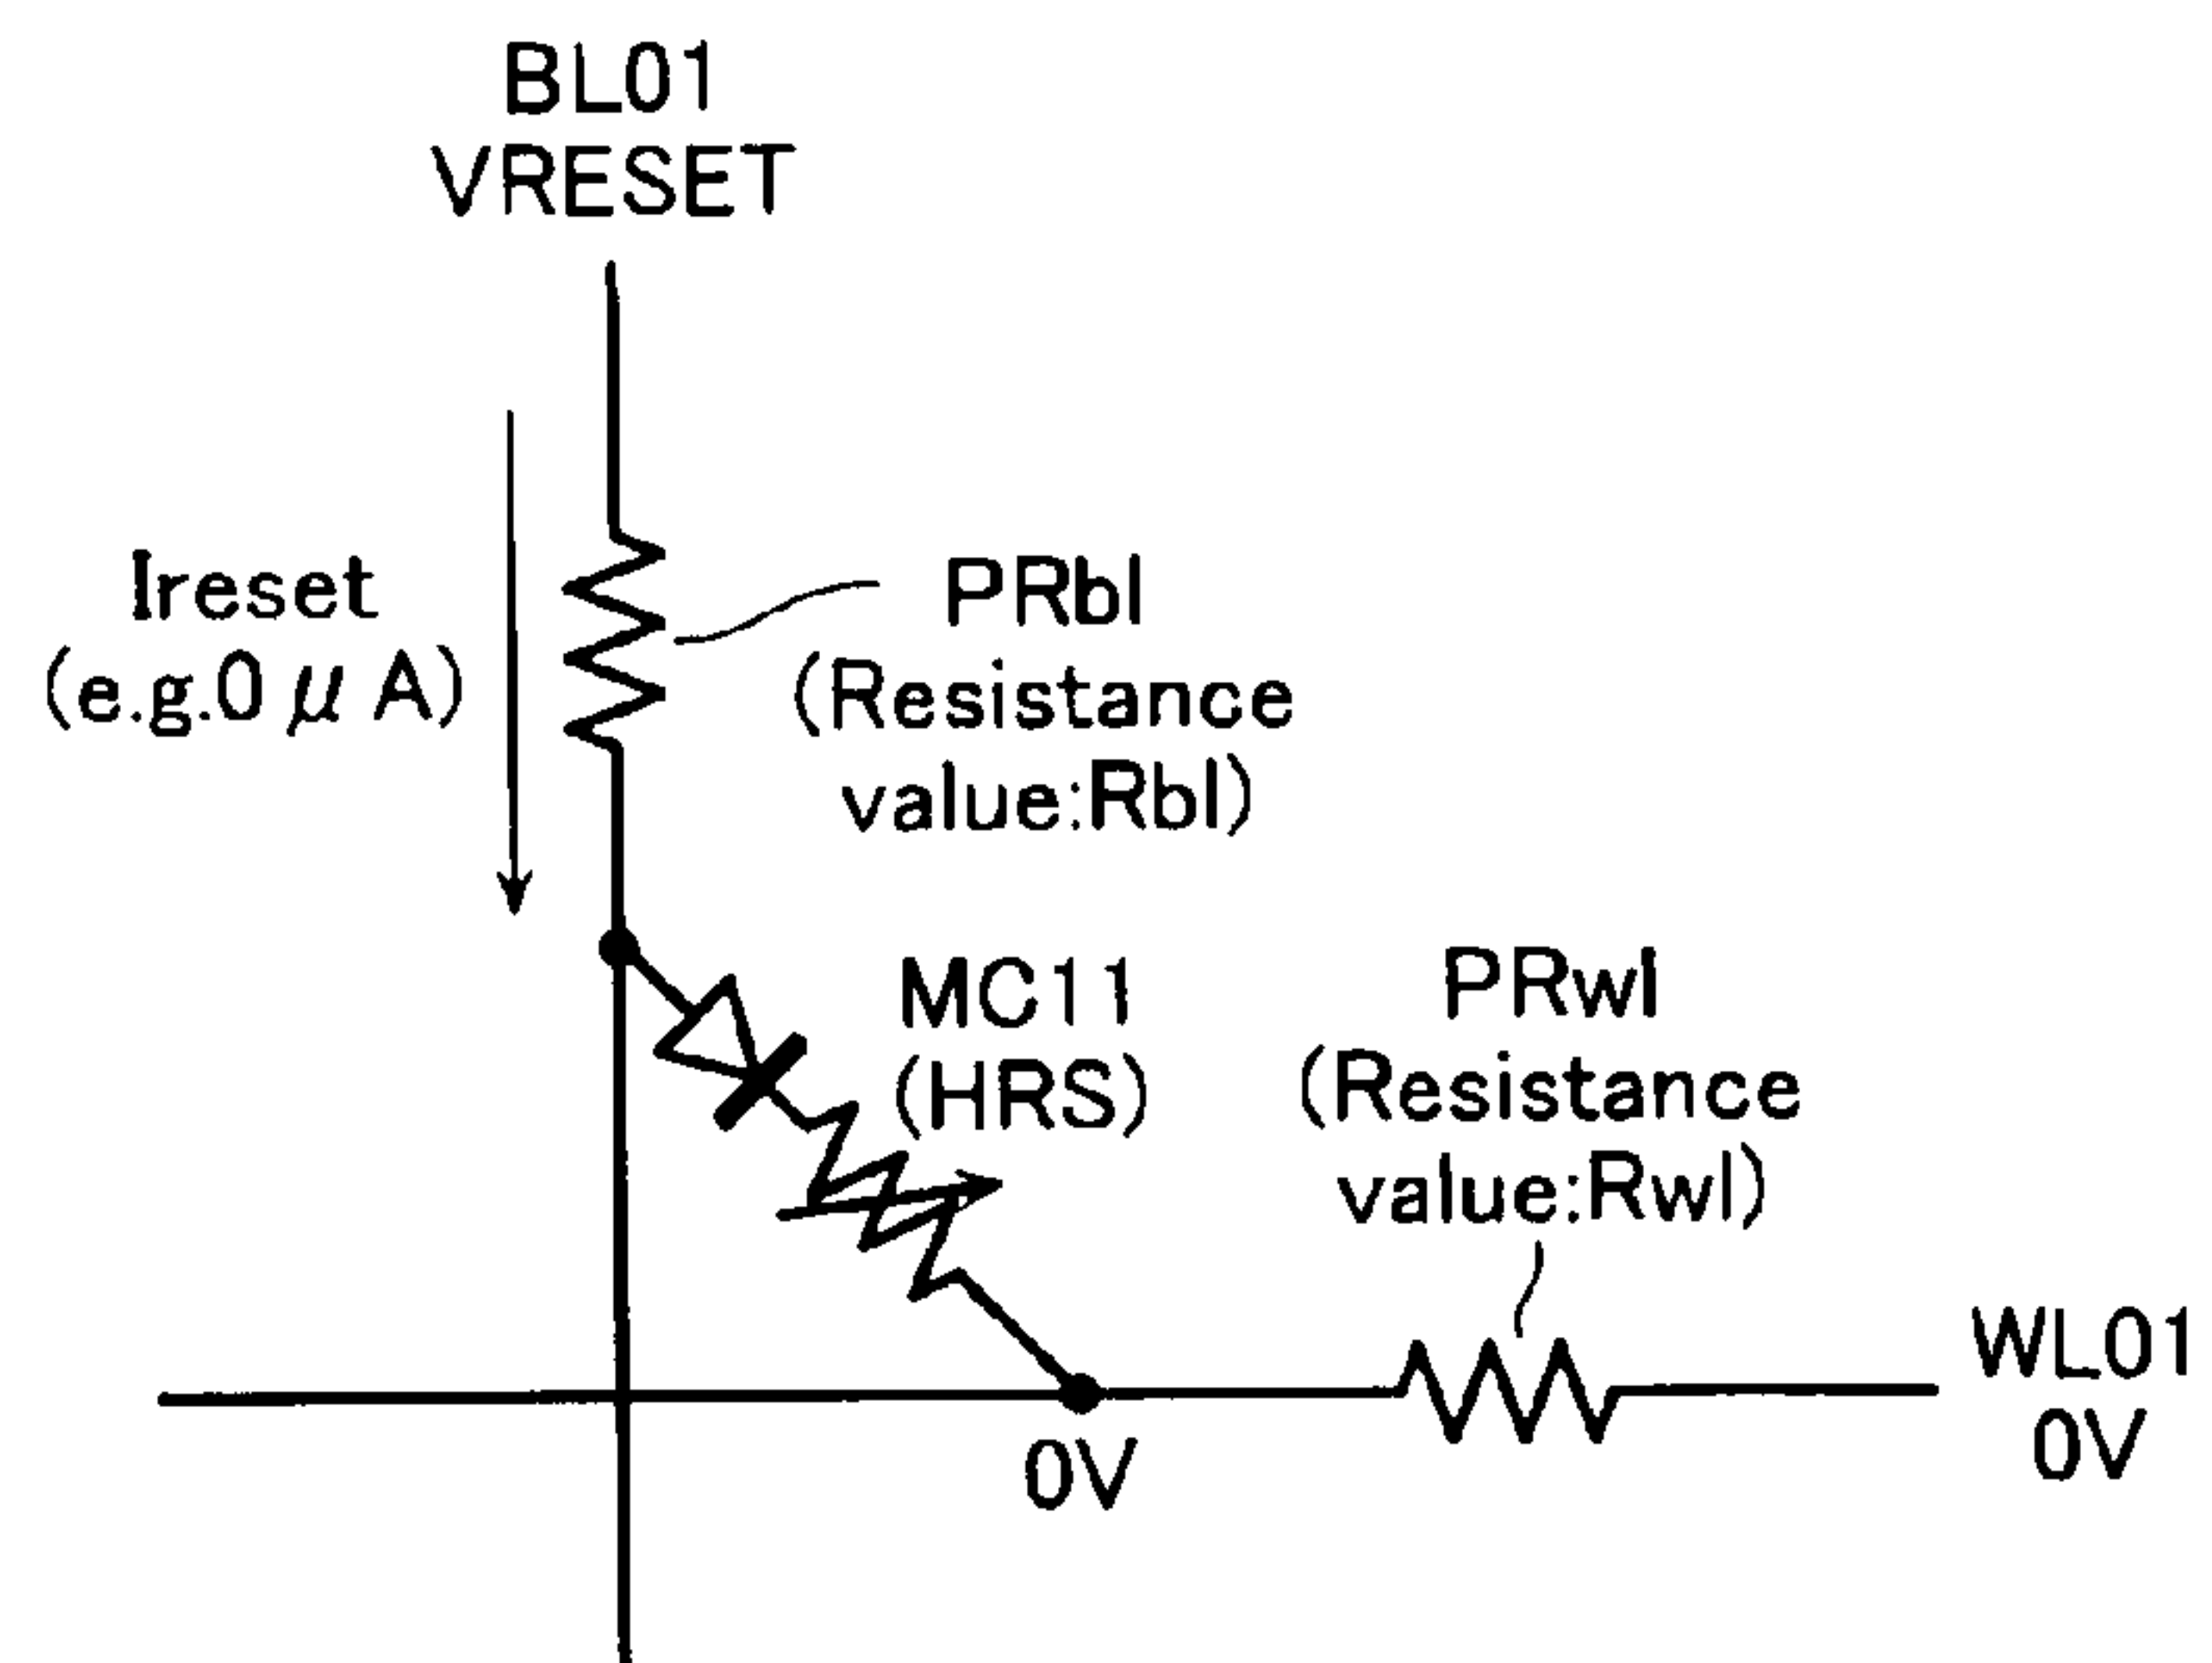 BL01
VRESET
Ireset
(e.g.0 μ A)
PRbl
(Resistance
value:Rbl)
MC11
(HRS)
PRwl
(Resistance
value:Rwl)
WL01
0V
0V